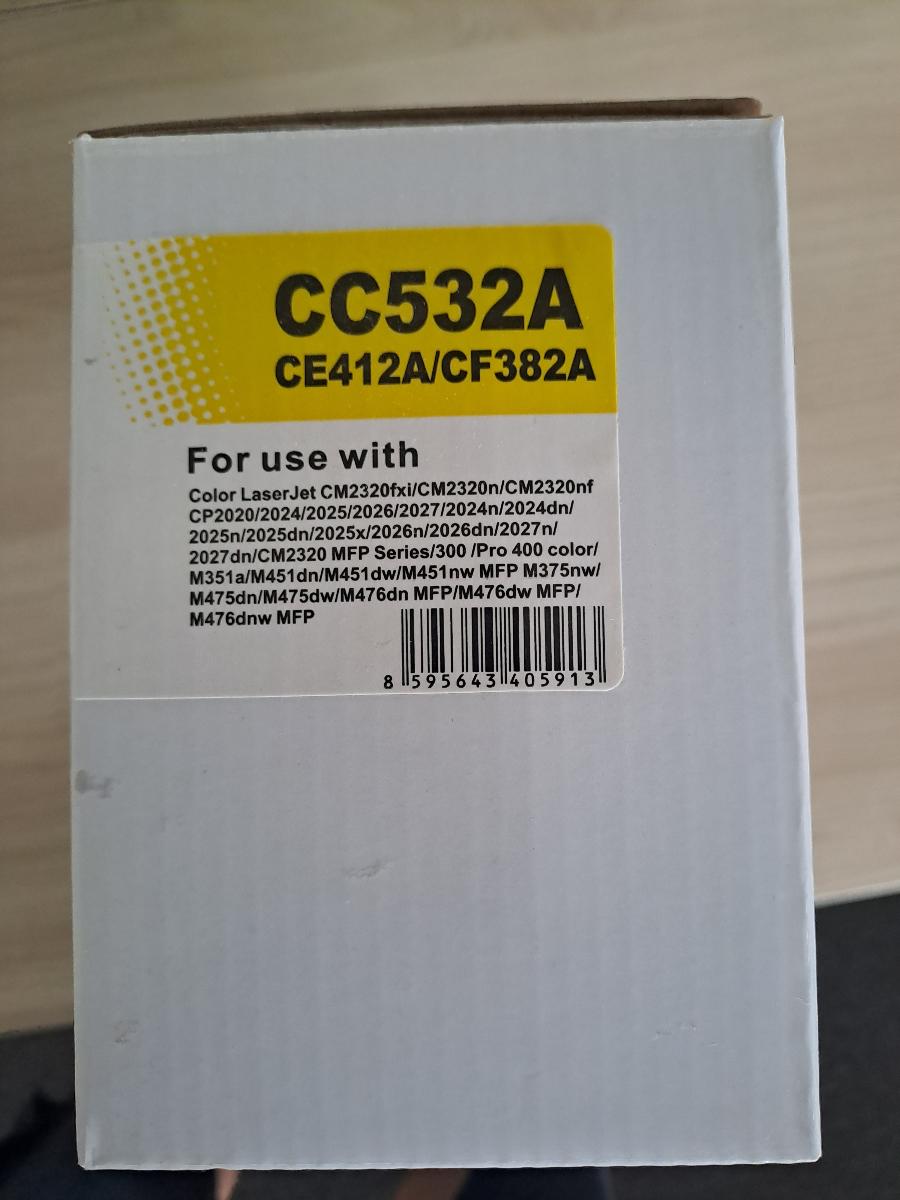 CC532A
CE412A/CF382A
For use with
Color LaserJet CM2320fxi/CM2320n/CM2320nf
CP2020/2024/2025/2026/2027/2024n/2024dn/
2025n/2025dn/2025x/2026n/2026dn/2027n/
2027dn/CM2320 MFP Series/300 /Pro 400 color/
M351a/M451dn/M451dw/M451nw MFP M375nw/
M475dn/M475dw/M476dn MFP/M476dw MFP/
M476dnw MFP
8 595643 405913